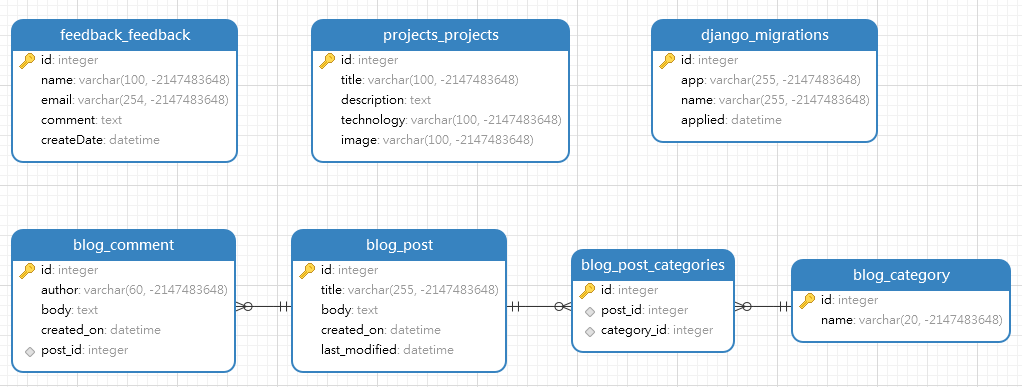 feedback_feedback
id: integer
name: varchar(100, -2147483648)
email: varchar(254, -2147483648)
comment: text
createDate: datetime
projects_projects
id: integer
title: varchar(100, -2147483648)
description: text
technology: varchar(100, -2147483648)
image: varchar(100, -2147483648)
django_migrations
id: integer
app: varchar(255, -2147483648)
name: varchar(255, -2147483648)
applied: datetime
blog_comment
id: integer
author: varchar(60, -2147483648)
body: text
created_on: datetime
post_id: integer
blog_post
id: integer
title: varchar(255, -2147483648)
body: text
created_on: datetime
last_modified: datetime
blog_post_categories
id: integer
post_id: integer
category_id: integer
blog_category
id: integer
name: varchar(20, -2147483648)